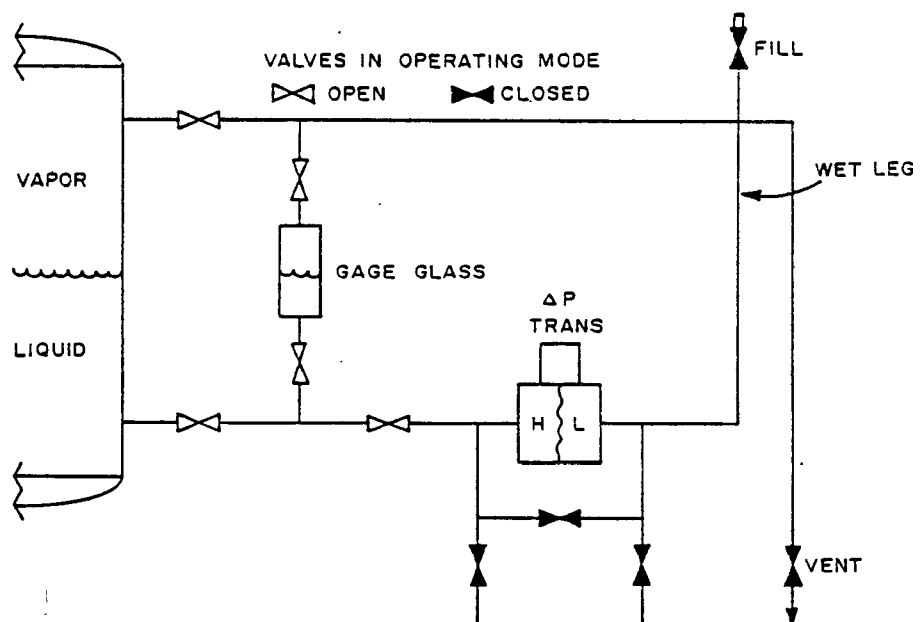 FILL
VALVES IN OPERATING MODE
OPEN CLOSED
VAPOR
WET LEG
GAGE GLASS
ΔP
TRANS
LIQUID
H L
VENT